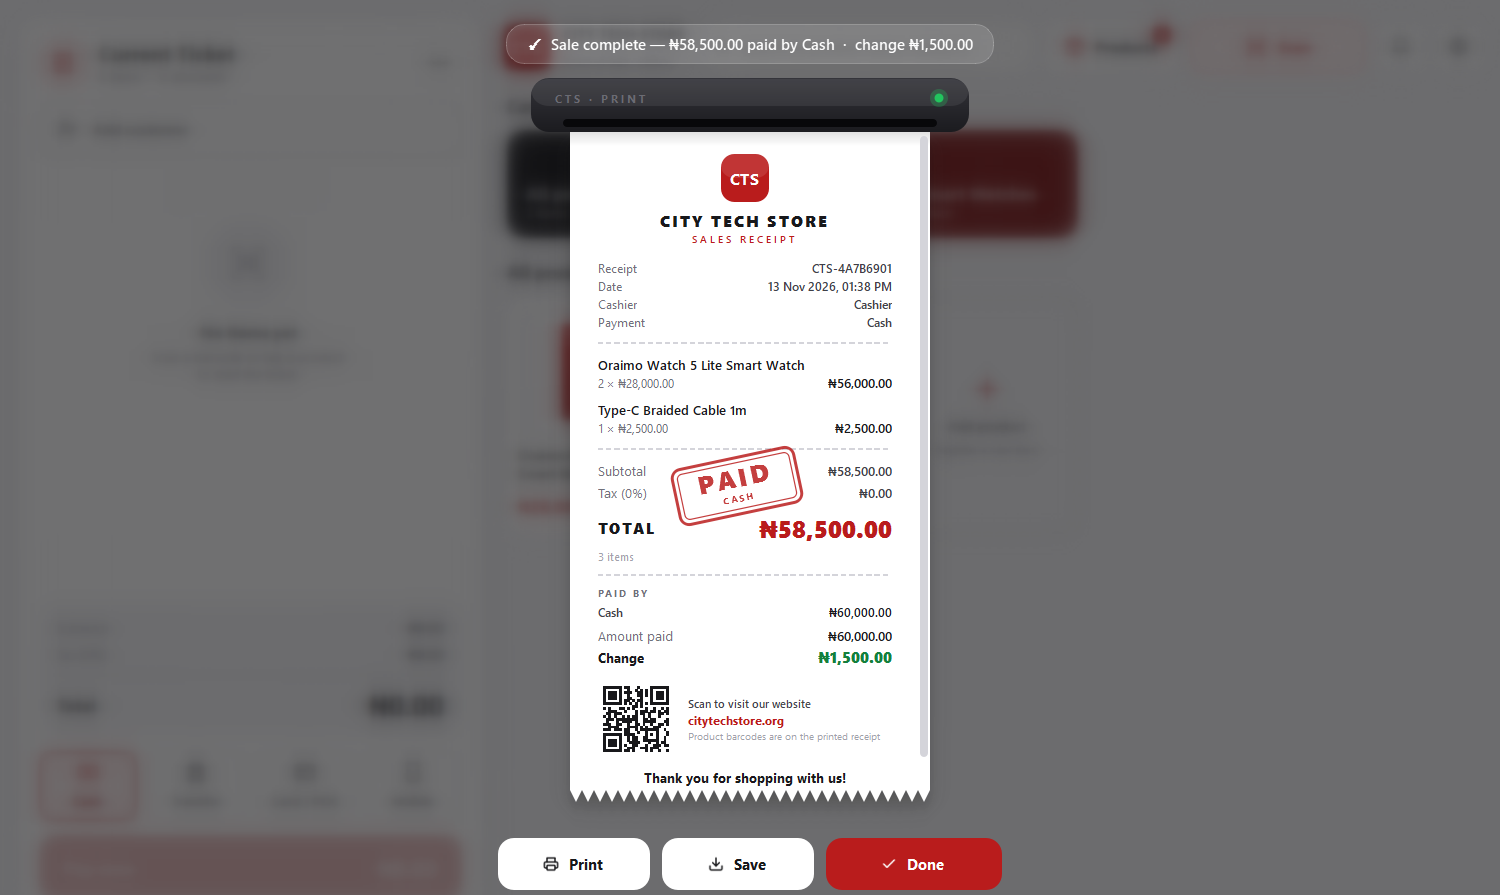 ✓ Sale complete — ₦58,500.00 paid by Cash · change ₦1,500.00
CTS · PRINT
CTS
CITY TECH STORE
SALES RECEIPT
Receipt CTS-4A7B6901
Date 13 Nov 2026, 01:38 PM
Cashier Cashier
Payment Cash
Oraimo Watch 5 Lite Smart Watch
2 × ₦28,000.00 ₦56,000.00
Type-C Braided Cable 1m
1 × ₦2,500.00 ₦2,500.00
Subtotal ₦58,500.00
Tax (0%) ₦0.00
PAID
CASH
TOTAL ₦58,500.00
3 items
PAID BY
Cash ₦60,000.00
Amount paid ₦60,000.00
Change ₦1,500.00
Scan to visit our website
citytechstore.org
Product barcodes are on the printed receipt
Thank you for shopping with us!
Print Save Done